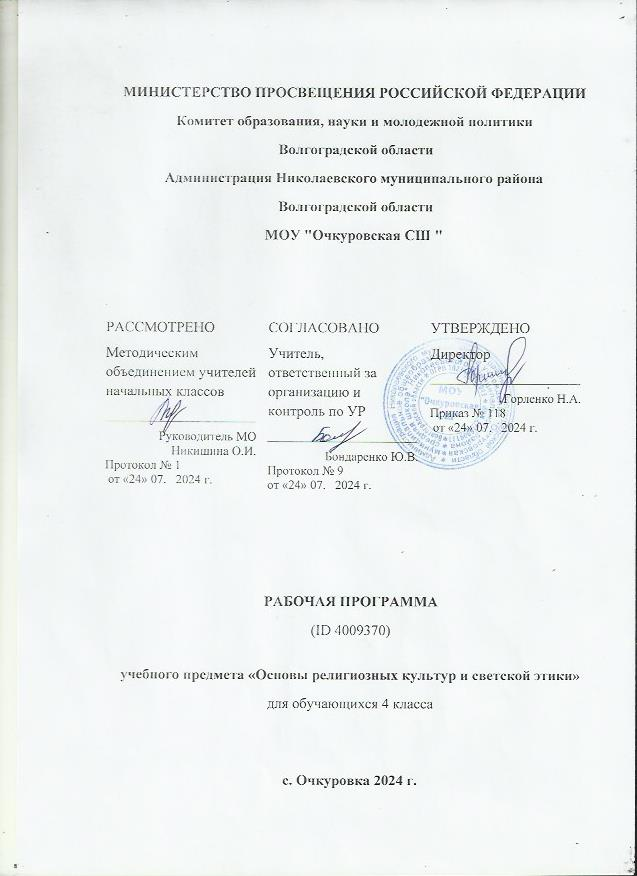 МИНИСТЕРСТВО ПРОСВЕЩЕНИЯ РОССИЙСКОЙ ФЕДЕРАЦИИ
Комитет образования, науки и молодежной политики
Волгоградской области
Администрация Николаевского муниципального района
Волгоградской области
МОУ "Очкуровская СШ "
РАССМОТРЕНО
Методическим
объединением учителей
начальных классов
Руководитель МО
Никишина О.И.
Протокол № 1
от «24» 07. 2024 г.
СОГЛАСОВАНО
Учитель,
ответственный за
организацию и
контроль по УР
Бондаренко Ю.В.
Протокол № 9
от «24» 07. 2024 г.
УТВЕРЖДЕНО
Директор
Горленко Н.А.
Приказ № 118
от «24» 07. 2024 г.
МОУ
"Очкуровская
РАБОЧАЯ ПРОГРАММА
(ID 4009370)
учебного предмета «Основы религиозных культур и светской этики»
для обучающихся 4 класса
с. Очкуровка 2024 г.